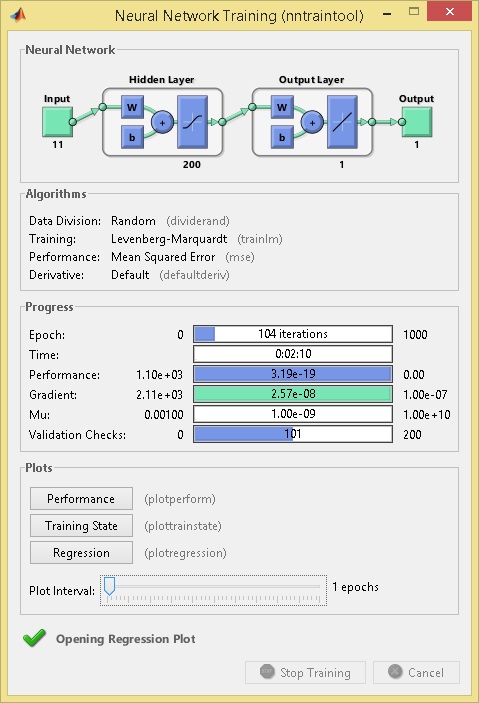 Neural Network Training (nntraintool)
Neural Network
Hidden Layer
Output Layer
Input
W
W
Output
+
+
b
b
11
1
200
1
Algorithms
Data Division: Random (dividerand)
Training: Levenberg-Marquardt (trainlm)
Performance: Mean Squared Error (mse)
Derivative: Default (defaultderiv)
Progress
Epoch: 0 104 iterations 1000
Time: 0:02:10
Performance: 1.10e+03 3.19e-19 0.00
Gradient: 2.11e+03 2.57e-08 1.00e-07
Mu: 0.00100 1.00e-09 1.00e+10
Validation Checks: 0 101 200
Plots
Performance (plotperform)
Training State (plottrainstate)
Regression (plotregression)
Plot Interval: 1 epochs
Opening Regression Plot
Stop Training Cancel